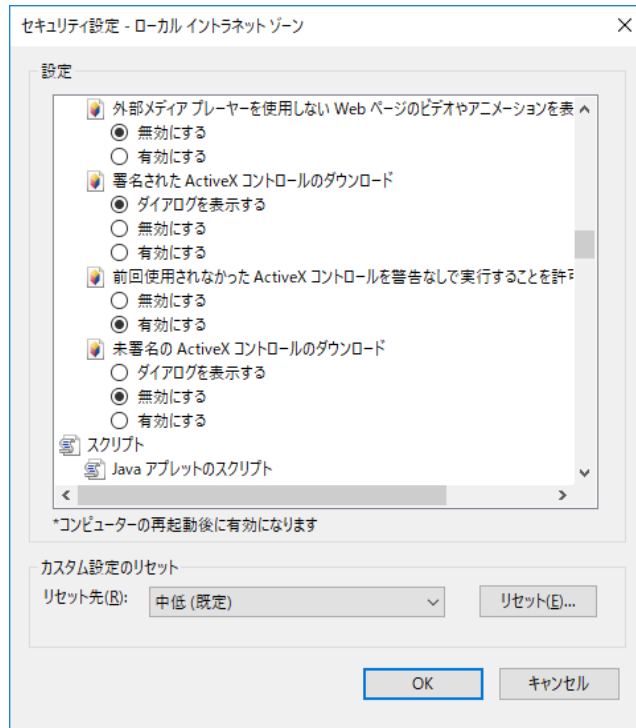 セキュリティ設定 - ローカル イントラネット ゾーン
設定
外部メディア プレーヤーを使用しない Web ページのビデオやアニメーションを表
無効にする
有効にする
署名された ActiveX コントロールのダウンロード
ダイアログを表示する
無効にする
有効にする
前回使用されなかった ActiveX コントロールを警告なしで実行することを許可
無効にする
有効にする
未署名の ActiveX コントロールのダウンロード
ダイアログを表示する
無効にする
有効にする
スクリプト
Java アプレットのスクリプト
*コンピューターの再起動後に有効になります
カスタム設定のリセット
リセット先(R): 中低 (既定) リセット(E)...
OK キャンセル